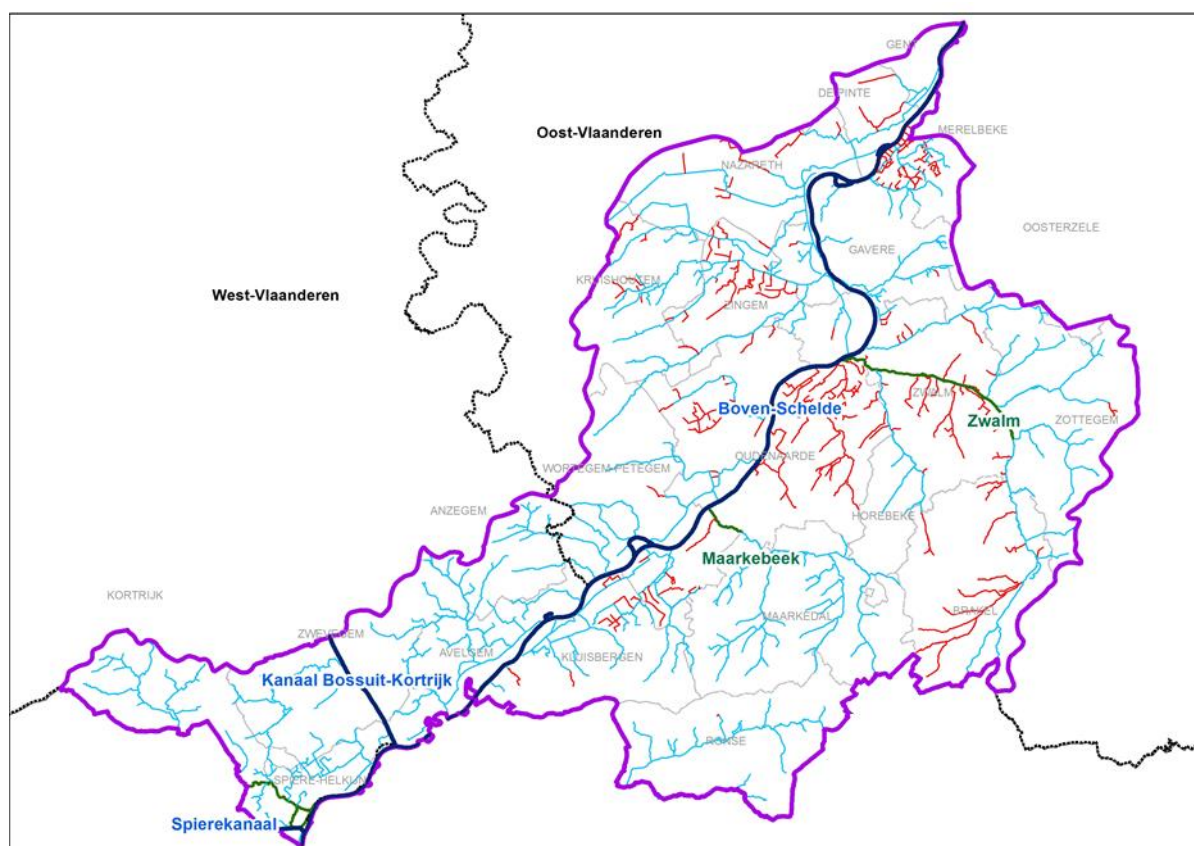 GENT
DE PINTE
Oost-Vlaanderen
MERELBEKE
NAZARETH
OOSTERZELE
GAVERE
KRUISHOUTEM
West-Vlaanderen
ZINGEM
ZWALM
Boven-Schelde
Zwalm
ZOTTEGEM
OUDENAARDE
WORTEGEM-PETEGEM
ANZEGEM
HOREBEKE
Maarkebeek
KORTRIJK
BRAKEL
MAARKEDAL
ZWEVEGEM
AVELGEM
KLUISBERGEN
Kanaal Bossuit-Kortrijk
RONSE
SPIERE-HELKIJN
Spierekanaal